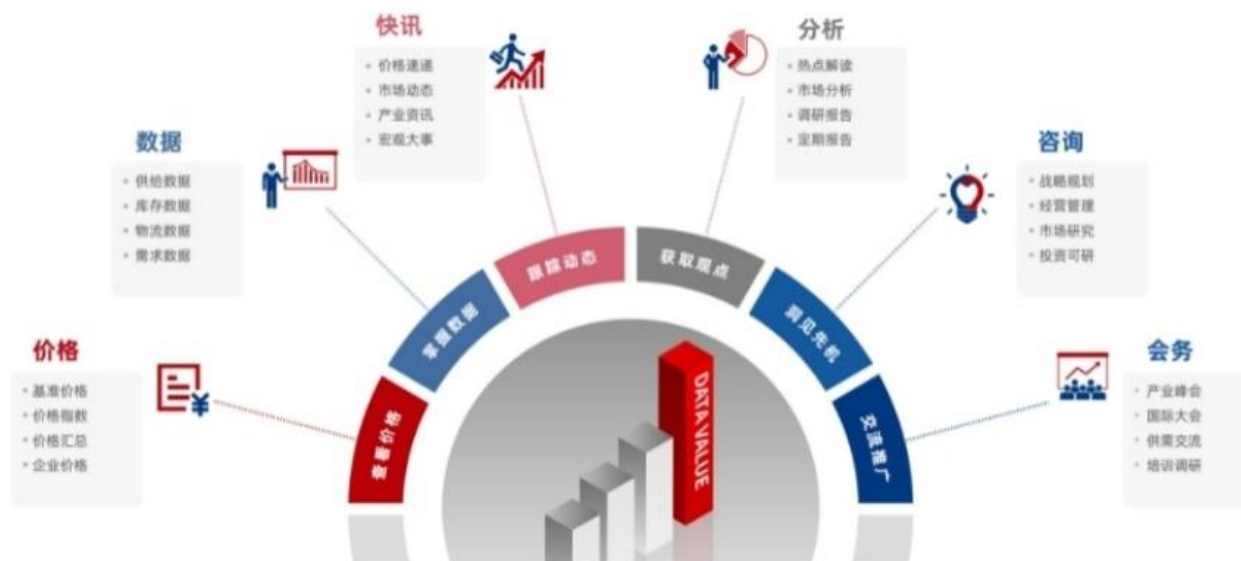 快讯
价格速递
市场动态
产业资讯
宏观大事
分析
热点解读
市场分析
调研报告
定期报告
数据
供给数据
库存数据
物流数据
需求数据
咨询
战略规划
经营管理
市场研究
投资可研
价格
基准价格
价格指数
价格汇总
企业价格
会务
产业峰会
国际大会
供需交流
培训调研
查看价格
掌握数据
跟踪动态
获取观点
洞见先机
交流推广
DATA VALUE
¥